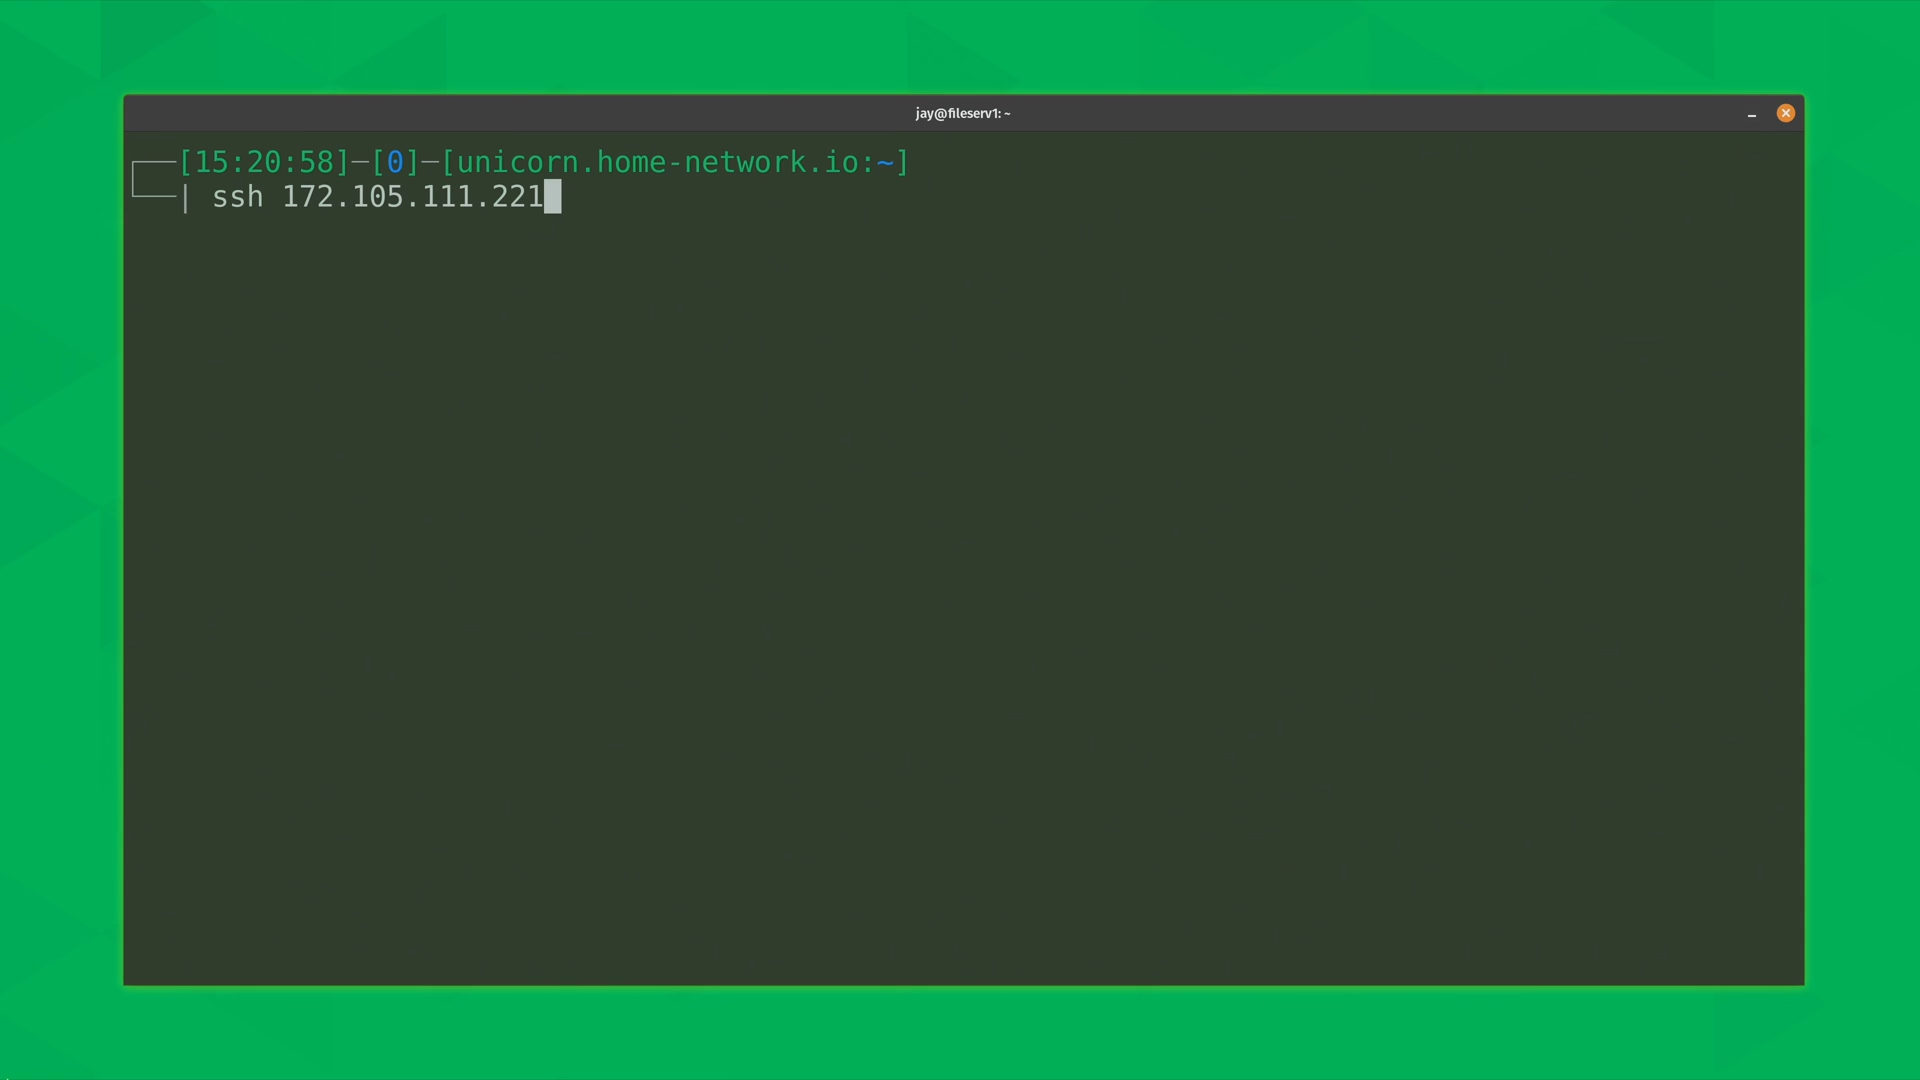 jay@fileserv1: ~
[15:20:58]─[0]─[unicorn.home-network.io:~]
| ssh 172.105.111.221